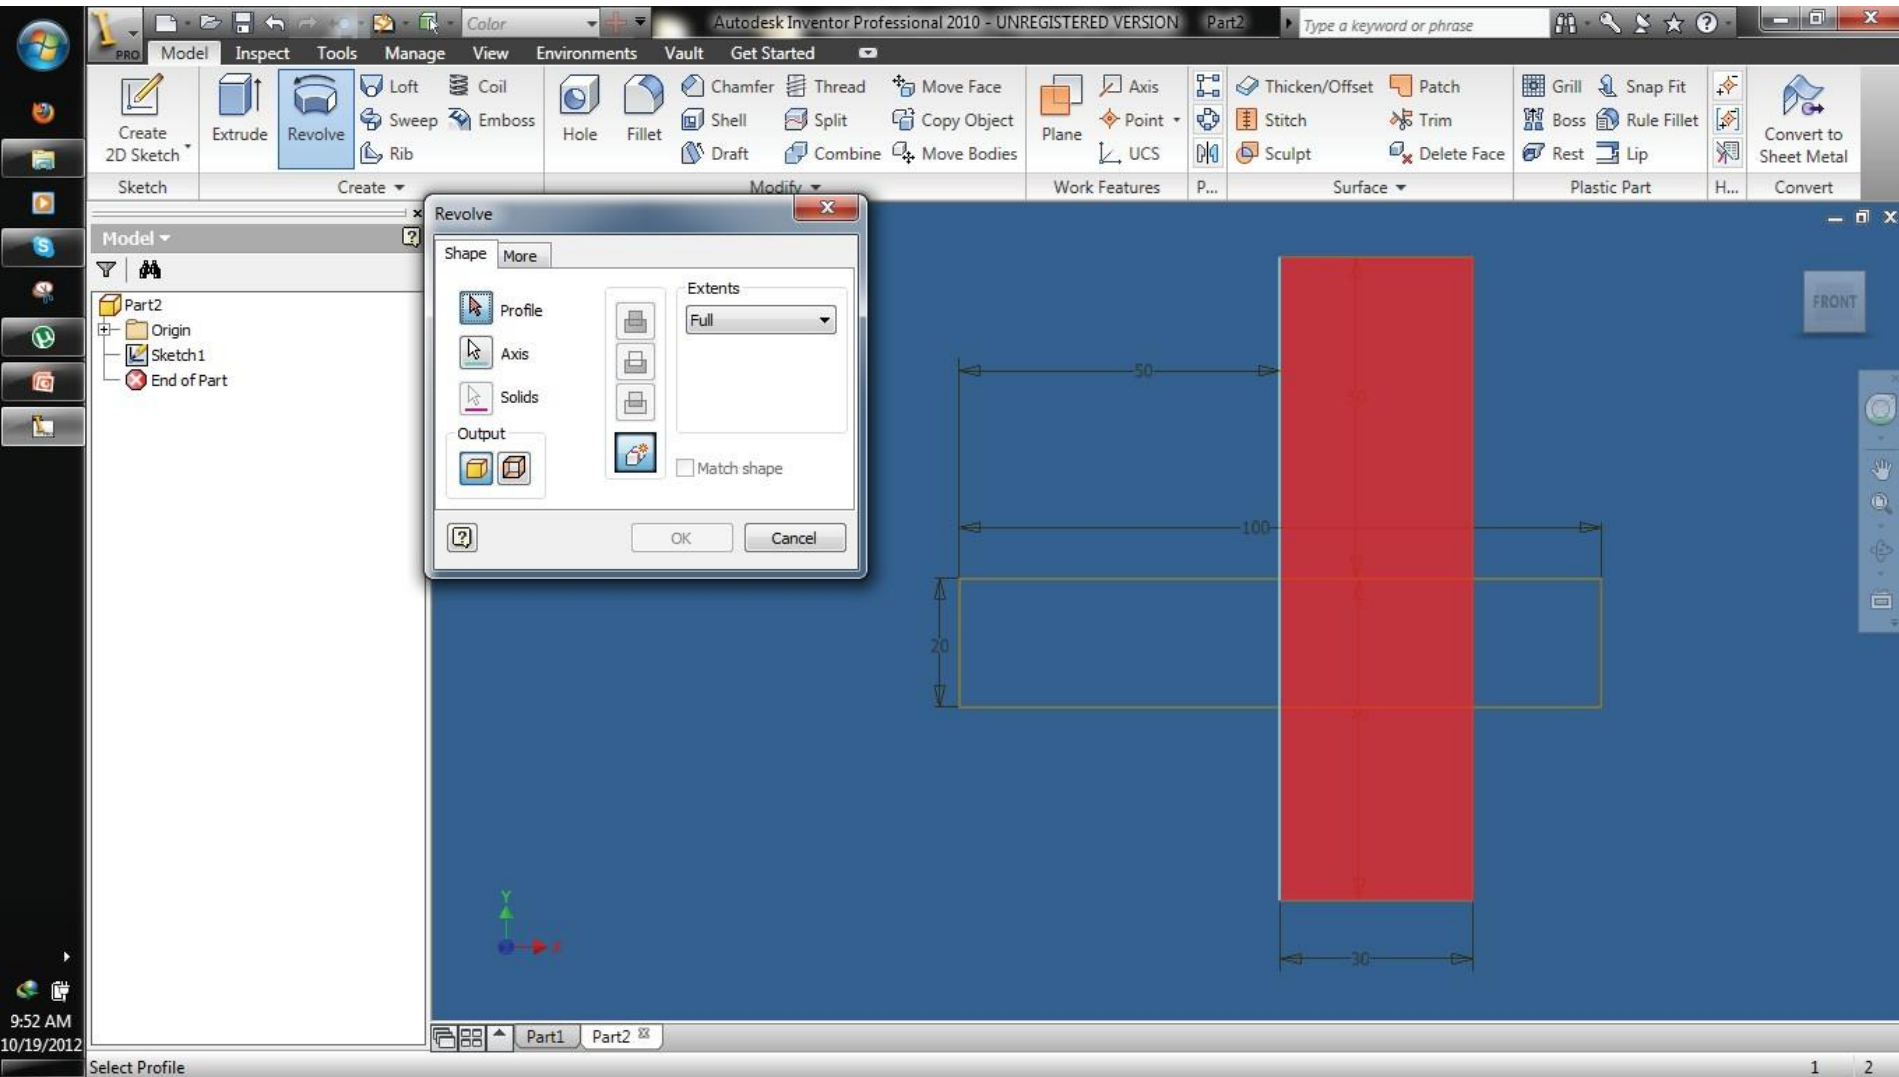 Color
Autodesk Inventor Professional 2010 - UNREGISTERED VERSION Part2
Type a keyword or phrase
PRO Model Inspect Tools Manage View Environments Vault Get Started
Create
2D Sketch
Extrude
Revolve
Loft
Sweep
Rib
Coil
Emboss
Hole
Fillet
Chamfer
Shell
Draft
Thread
Split
Combine
Move Face
Copy Object
Move Bodies
Plane
Axis
Point
UCS
Thicken/Offset
Stitch
Sculpt
Patch
Trim
Delete Face
Grill
Boss
Rest
Snap Fit
Rule Fillet
Lip
Convert to
Sheet Metal
Sketch Create Modify Work Features P... Surface Plastic Part H... Convert
Model
Part2
Origin
Sketch1
End of Part
Revolve
Shape More
Profile
Axis
Solids
Output
Extents
Full
Match shape
OK Cancel
FRONT
50
50
100
20
30
Y
X
Part1 Part2
9:52 AM
10/19/2012
Select Profile
1 2